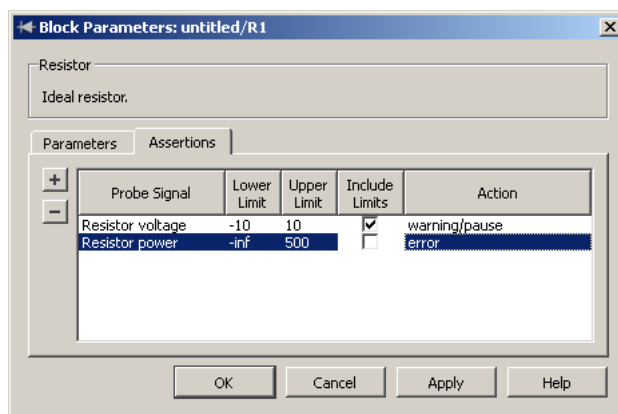 Block Parameters: untitled/R1
Resistor
Ideal resistor.
Parameters Assertions
Probe Signal Lower Limit Upper Limit Include Limits Action
Resistor voltage -10 10 warning/pause
Resistor power -inf 500 error
OK Cancel Apply Help